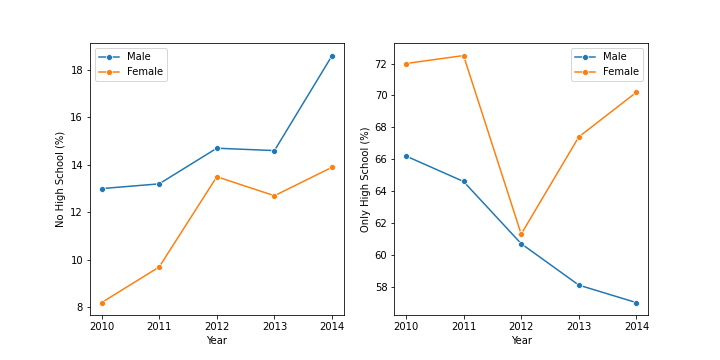 No High School (%)
18
16
14
12
10
8
Male
Female
2010 2011 2012 2013 2014
Year
Only High School (%)
72
70
68
66
64
62
60
58
Male
Female
2010 2011 2012 2013 2014
Year